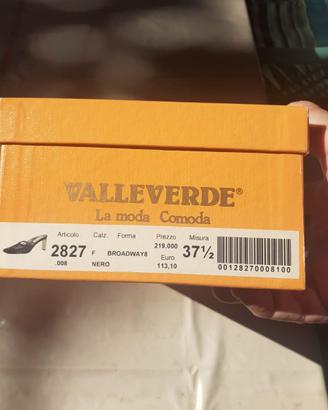 VALLEVERDE®
La moda Comoda
Articolo Calz. Forma Prezzo Misura
2827 F BROADWAY8 219.000 37½
.008 NERO Euro 113,10
00128270008100